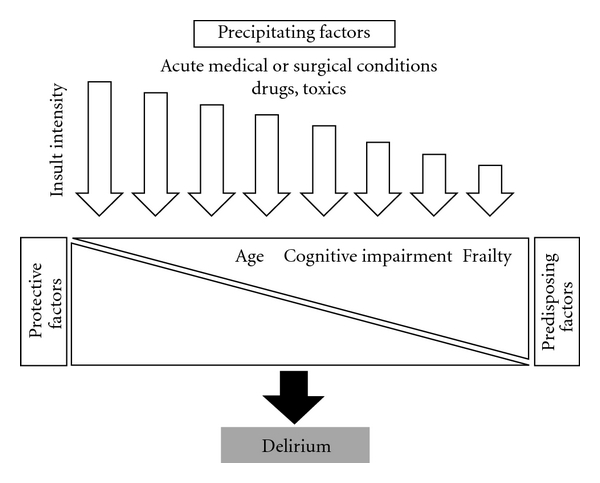 Precipitating factors
Acute medical or surgical conditions
drugs, toxics
Insult intensity
Protective
factors
Age Cognitive impairment Frailty
Predisposing
factors
Delirium